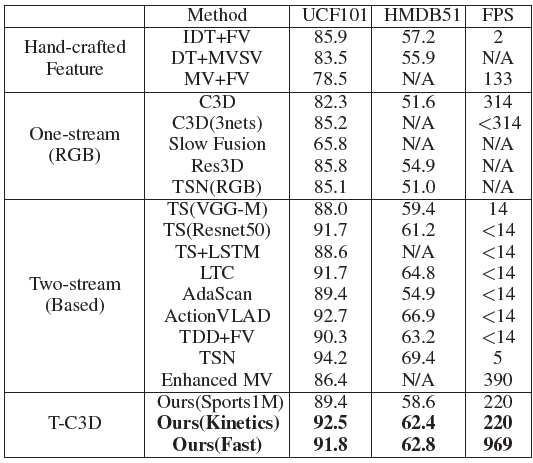 Method UCF101 HMDB51 FPS
Hand-crafted Feature
IDT+FV 85.9 57.2 2
DT+MVSV 83.5 55.9 N/A
MV+FV 78.5 N/A 133
One-stream (RGB)
C3D 82.3 51.6 314
C3D(3nets) 85.2 N/A <314
Slow Fusion 65.8 N/A N/A
Res3D 85.8 54.9 N/A
TSN(RGB) 85.1 51.0 N/A
Two-stream (Based)
TS(VGG-M) 88.0 59.4 14
TS(Resnet50) 91.7 61.2 <14
TS+LSTM 88.6 N/A <14
LTC 91.7 64.8 <14
AdaScan 89.4 54.9 <14
ActionVLAD 92.7 66.9 <14
TDD+FV 90.3 63.2 <14
TSN 94.2 69.4 5
Enhanced MV 86.4 N/A 390
T-C3D
Ours(Sports1M) 89.4 58.6 220
Ours(Kinetics) 92.5 62.4 220
Ours(Fast) 91.8 62.8 969